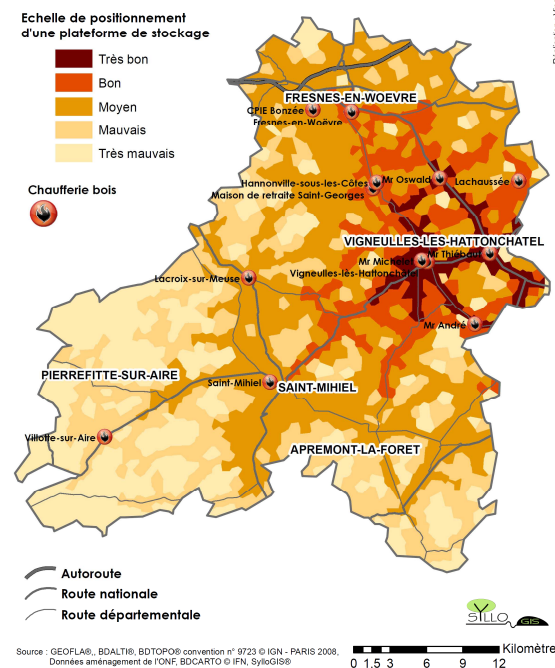 Echelle de positionnement
d'une plateforme de stockage
Très bon
Bon
Moyen
Mauvais
Très mauvais
Chaufferie bois
FRESNES-EN-WOEVRE
CPIE Bonzée
Fresnes-en-Woëvre
Hannonville-sous-les-Côtes
Mr Oswald
Lachaussée
Maison de retraite Saint-Georges
VIGNEULLES-LES-HATTONCHATEL
Mr Thiébaut
Mr Michelet
Vigneulles-lès-Hattonchatel
Lacroix-sur-Meuse
Mr André
PIERREFITTE-SUR-AIRE
Saint-Mihiel
SAINT-MIHIEL
Villotte-sur-Aire
APREMONT-LA-FORET
Autoroute
Route nationale
Route départementale
SYLLO GIS
Kilomètre
0 1,5 3 6 9 12
Source : GEOFLA®,, BDALTI®, BDTOPO® convention n° 9723 © IGN - PARIS 2008,
Données aménagement de l'ONF, BDCARTO © IFN, SylloGIS®